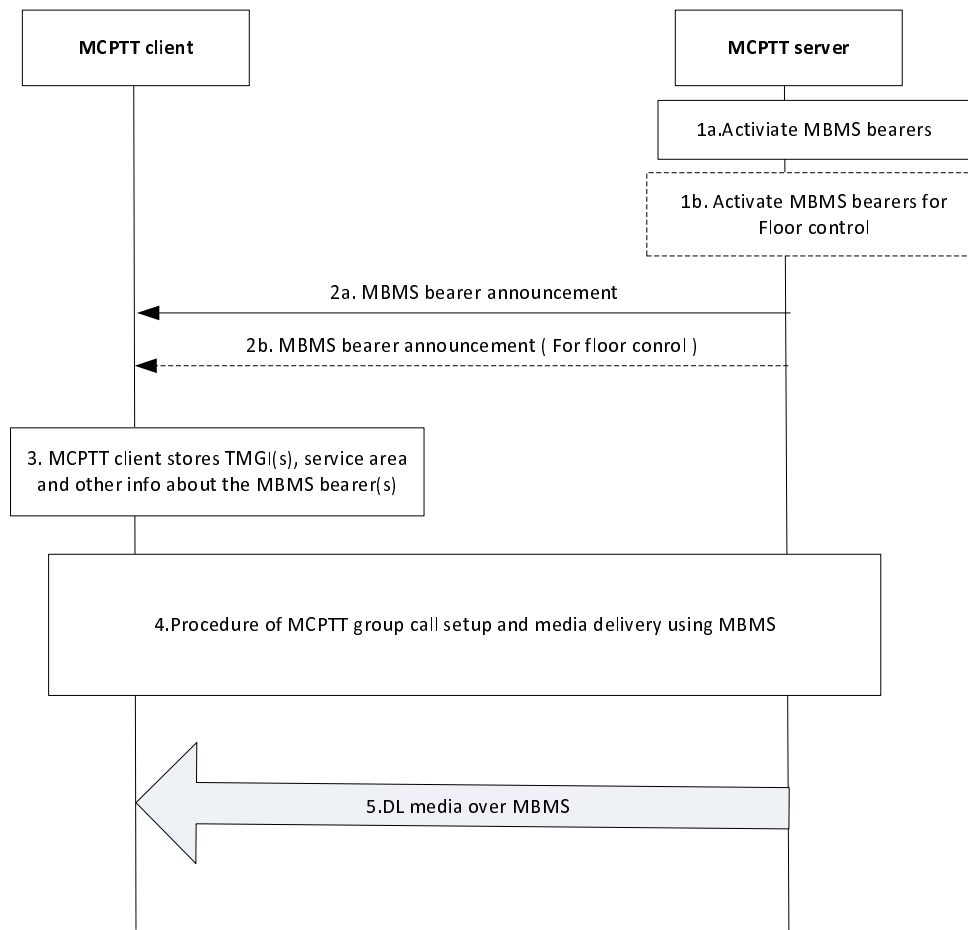 MCPTT client
MCPTT server
1a.Activiate MBMS bearers
1b. Activate MBMS bearers for
Floor control
2a. MBMS bearer announcement
2b. MBMS bearer announcement ( For floor conrol )
3. MCPTT client stores TMGI(s), service area
and other info about the MBMS bearer(s)
4.Procedure of MCPTT group call setup and media delivery using MBMS
5.DL media over MBMS